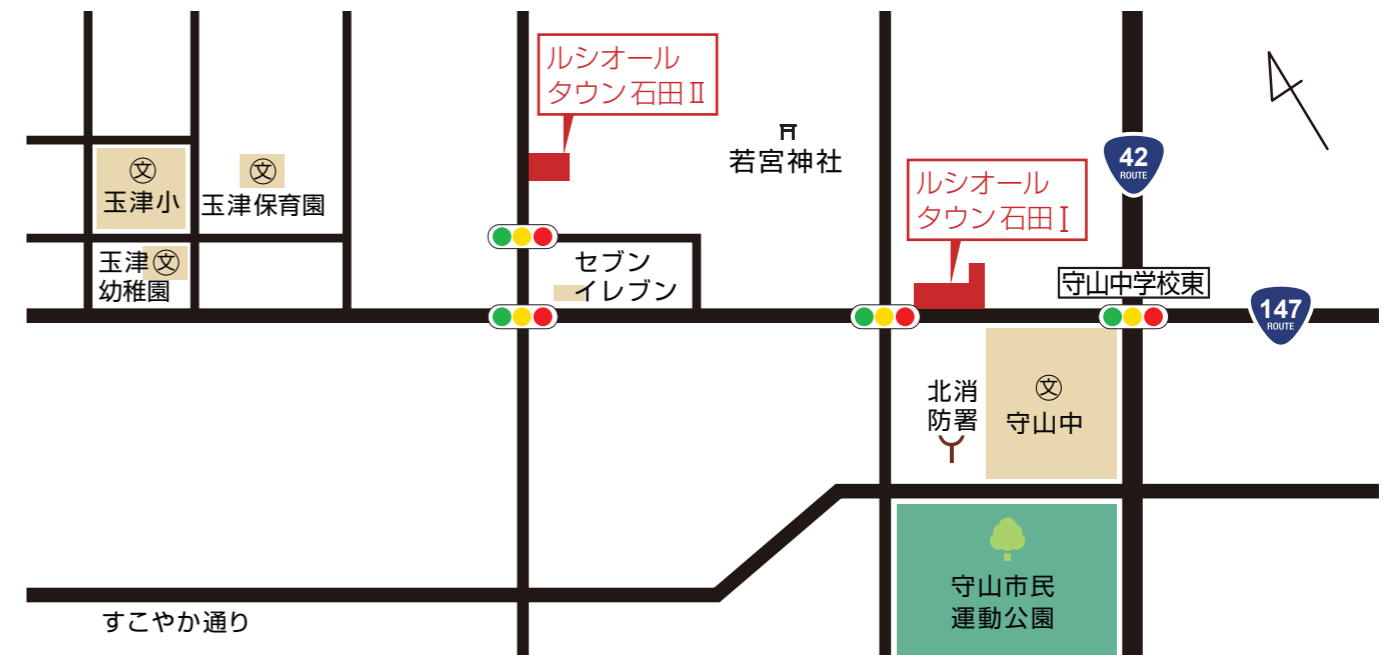 ルシオール
タウン石田Ⅱ
若宮神社
42
ROUTE
文
玉津小
文
玉津保育園
ルシオール
タウン石田Ⅰ
玉津 文
幼稚園
セブン
イレブン
守山中学校東
147
ROUTE
北消
防署
文
守山中
守山市民
運動公園
すこやか通り